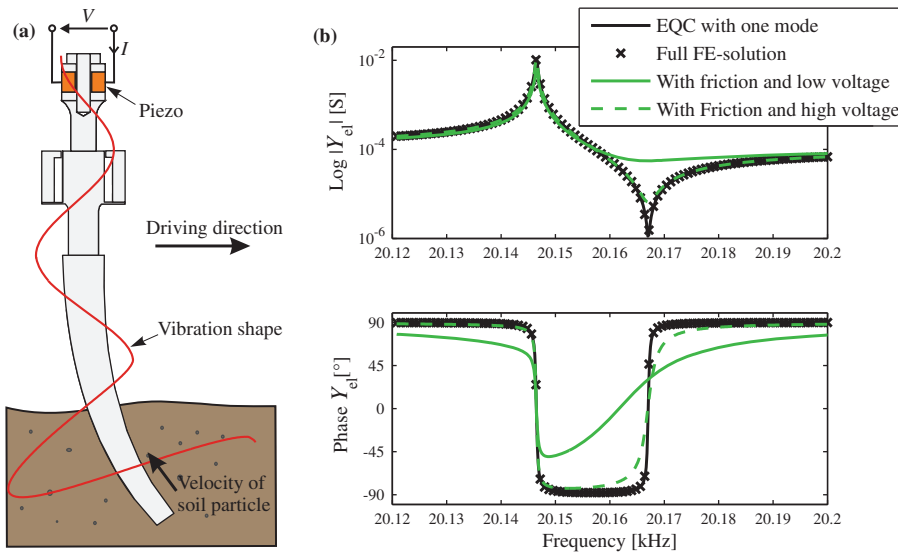 (a)
V
I
Piezo
Driving direction
Vibration shape
Velocity of
soil particle
(b)
EQC with one mode
Full FE-solution
With friction and low voltage
With Friction and high voltage
Log |Y_el| [S]
10^-2
10^-4
10^-6
20.12 20.13 20.14 20.15 20.16 20.17 20.18 20.19 20.2
Phase Y_el[°]
90
45
0
-45
-90
20.12 20.13 20.14 20.15 20.16 20.17 20.18 20.19 20.2
Frequency [kHz]